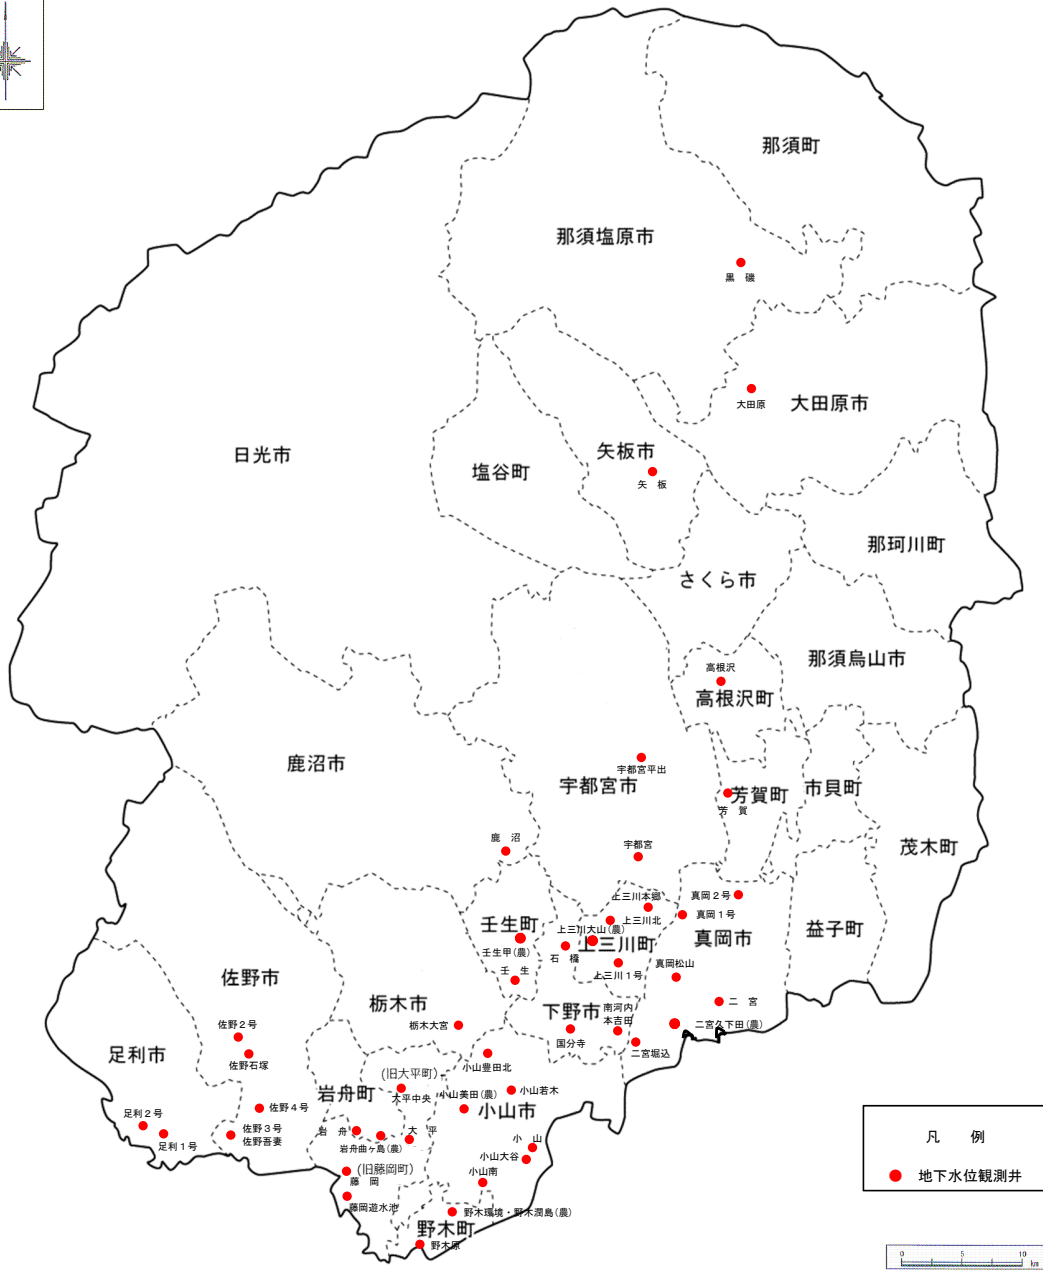 那須町
那須塩原市
黒　磯
大田原
大田原市
日光市
塩谷町
矢板市
矢　板
那珂川町
さくら市
那須烏山市
高根沢
高根沢町
鹿沼市
宇都宮平出
宇都宮市
芳賀町
芳　賀
市貝町
茂木町
鹿　沼
宇都宮
上三川本郷
真岡２号
真岡１号
壬生町
上三川大山(農)
上三川北
上三川町
真岡市
益子町
壬生甲(農)
石　橋
上三川１号
真岡松山
壬　生
佐野市
栃木市
下野市
南河内
本吉田
二　宮
二宮久下田(農)
栃木大宮
国分寺
二宮堀込
佐野２号
佐野石塚
足利市
小山豊田北
(旧大平町)
岩舟町
大平中央
小山美田(農)
小山若木
小山市
佐野４号
足利２号
足利１号
佐野３号
佐野吾妻
岩　舟
大　平
岩舟曲ヶ島(農)
小　山
小山大谷
小山南
(旧藤岡町)
藤　岡
藤岡遊水池
野木環境・野木潤島(農)
野木町
野木原
凡　例
地下水位観測井
0 5 10 km